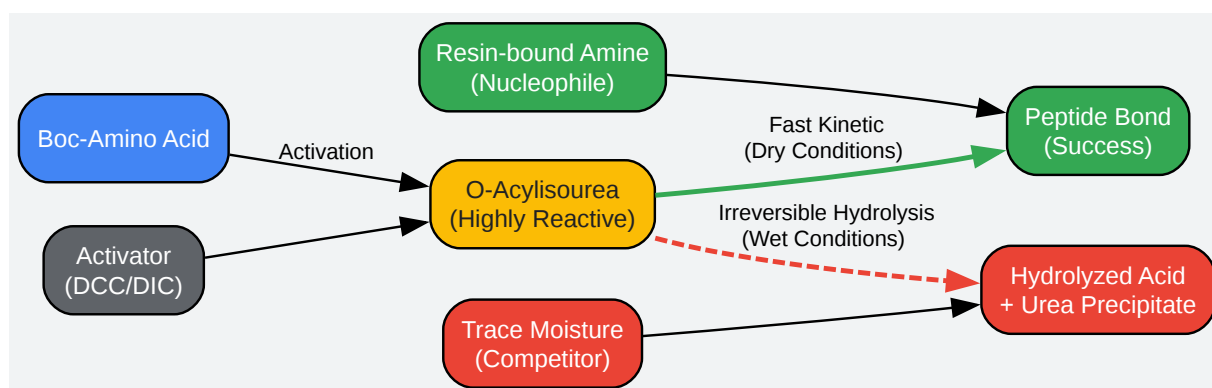 Resin-bound Amine
(Nucleophile)
Boc-Amino Acid
Activation
Fast Kinetic
(Dry Conditions)
Peptide Bond
(Success)
O-Acylisourea
(Highly Reactive)
Irreversible Hydrolysis
(Wet Conditions)
Activator
(DCC/DIC)
Hydrolyzed Acid
+ Urea Precipitate
Trace Moisture
(Competitor)